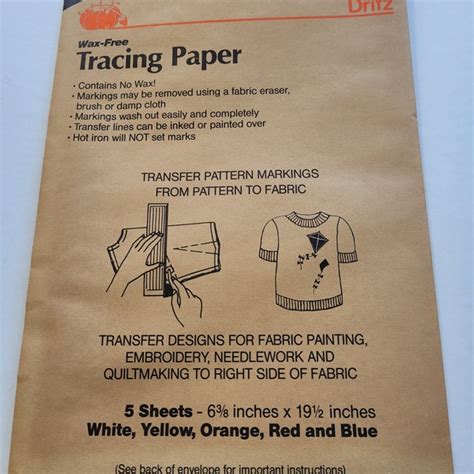 Dritz
Wax-Free
Tracing Paper
• Contains No Wax!
• Markings may be removed using a fabric eraser,
brush or damp cloth
• Markings wash out easily and completely
• Transfer lines can be inked or painted over
• Hot iron will NOT set marks
TRANSFER PATTERN MARKINGS
FROM PATTERN TO FABRIC
TRANSFER DESIGNS FOR FABRIC PAINTING,
EMBROIDERY, NEEDLEWORK AND
QUILTMAKING TO RIGHT SIDE OF FABRIC
5 Sheets - 6⅜ inches x 19½ inches
White, Yellow, Orange, Red and Blue
(See back of envelope for important instructions)